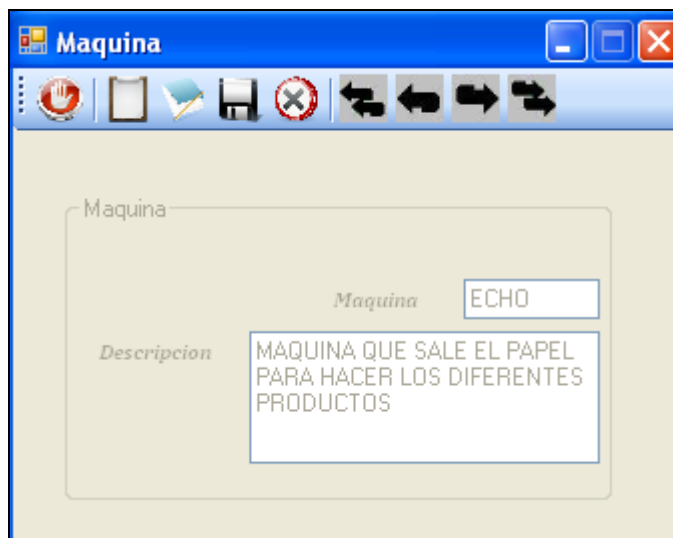 Maquina
Maquina
Maquina ECHO
Descripcion MAQUINA QUE SALE EL PAPEL
PARA HACER LOS DIFERENTES
PRODUCTOS